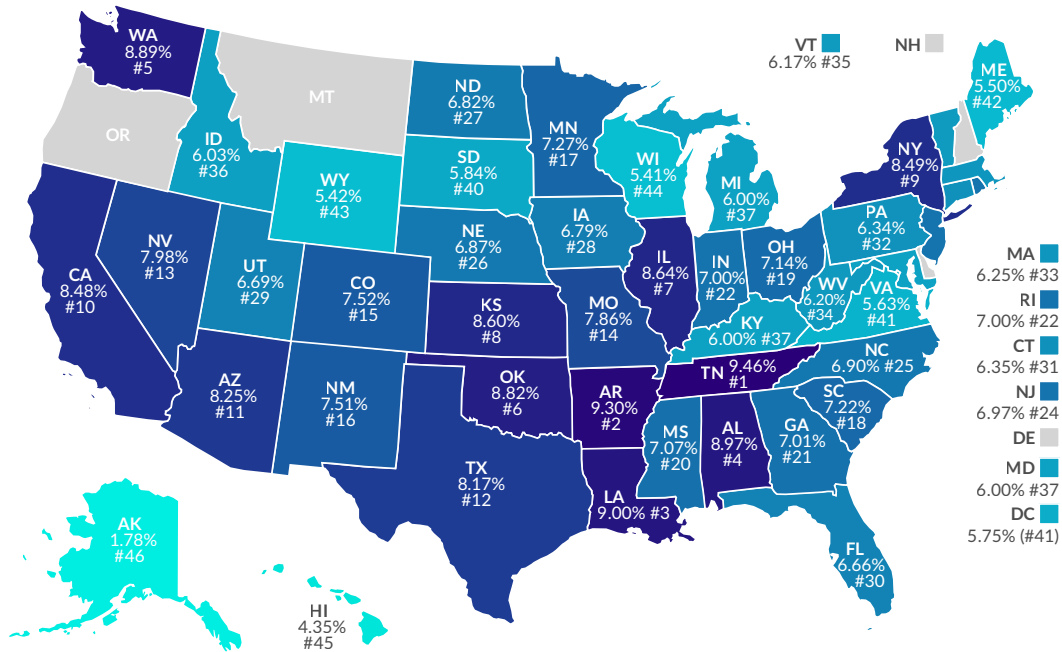 WA
8.89%
#5
MT
OR
ID
6.03%
#36
WY
5.42%
#43
ND
6.82%
#27
SD
5.84%
#40
NE
6.87%
#26
MN
7.27%
#17
WI
5.41%
#44
IA
6.79%
#28
MI
6.00%
#37
VT
6.17% #35
NH
ME
5.50%
#42
NY
8.49%
#9
PA
6.34%
#32
CA
8.48%
#10
NV
7.98%
#13
UT
6.69%
#29
CO
7.52%
#15
KS
8.60%
#8
MO
7.86%
#14
IL
8.64%
#7
IN
7.00%
#22
OH
7.14%
#19
WV
6.20%
#34
VA
5.63%
#41
KY
6.00% #37
NC
6.90% #25
TN 9.46%
#1
SC
7.22%
#18
AZ
8.25%
#11
NM
7.51%
#16
OK
8.82%
#6
AR
9.30%
#2
MS
7.07%
#20
AL
8.97%
#4
GA
7.01%
#21
TX
8.17%
#12
LA
9.00% #3
FL
6.66%
#30
AK
1.78%
#46
HI
4.35%
#45
MA
6.25% #33
RI
7.00% #22
CT
6.35% #31
NJ
6.97% #24
DE
MD
6.00% #37
DC
5.75% (#41)